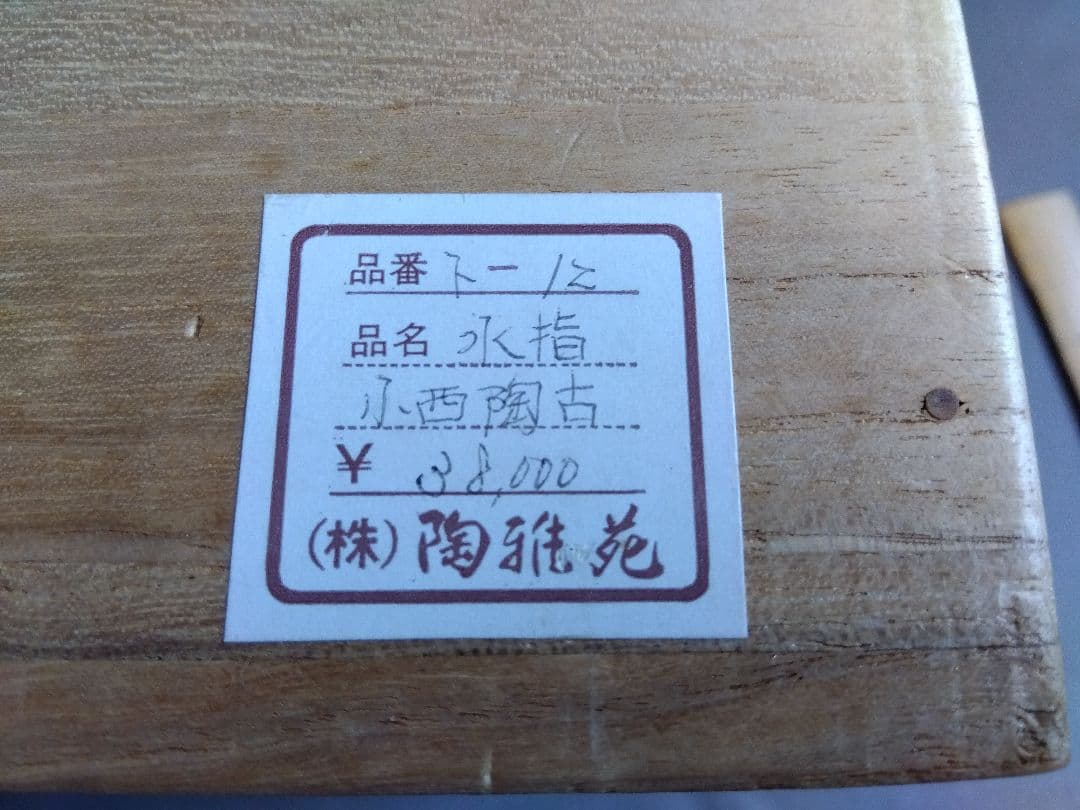 品番 ト-12
品名 水指
小西陶古
¥ 38,000
(株)陶雅苑